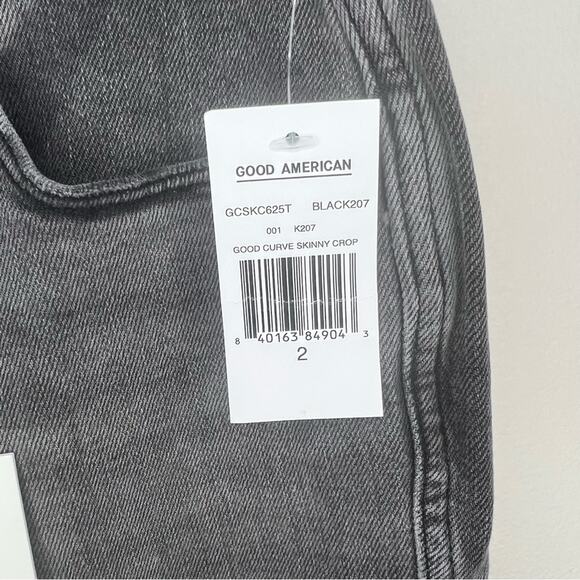 GOOD AMERICAN
GCSKC625T BLACK207
001 K207
GOOD CURVE SKINNY CROP
8 40163 84904 3
2